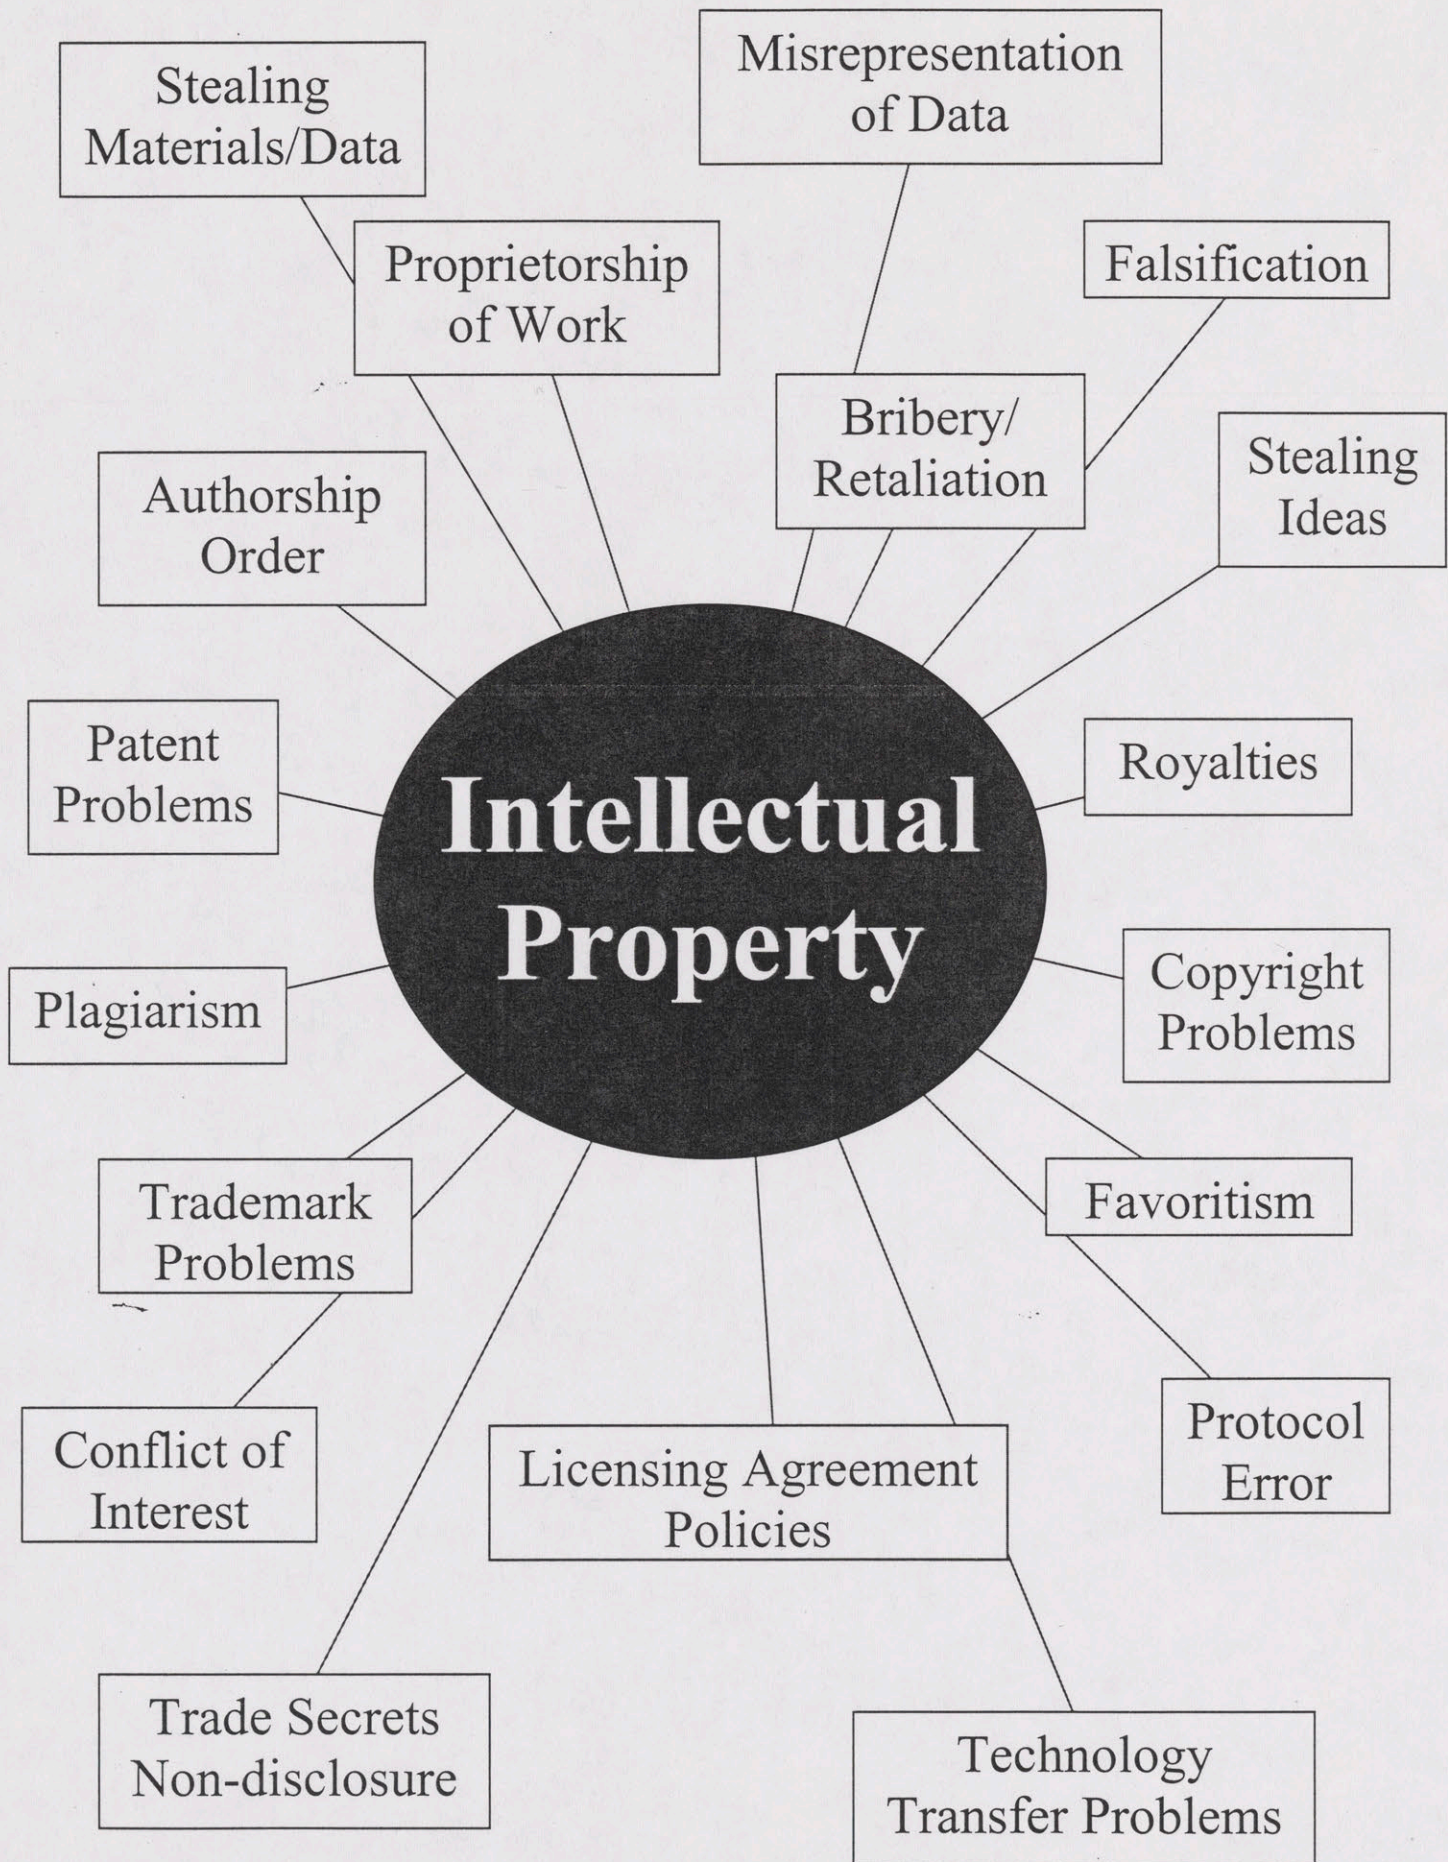 Stealing
Materials/Data
Misrepresentation
of Data
Proprietorship
of Work
Falsification
Bribery/
Retaliation
Stealing
Ideas
Authorship
Order
Patent
Problems
Royalties
Intellectual
Property
Plagiarism
Copyright
Problems
Trademark
Problems
Favoritism
Conflict of
Interest
Licensing Agreement
Policies
Protocol
Error
Trade Secrets
Non-disclosure
Technology
Transfer Problems